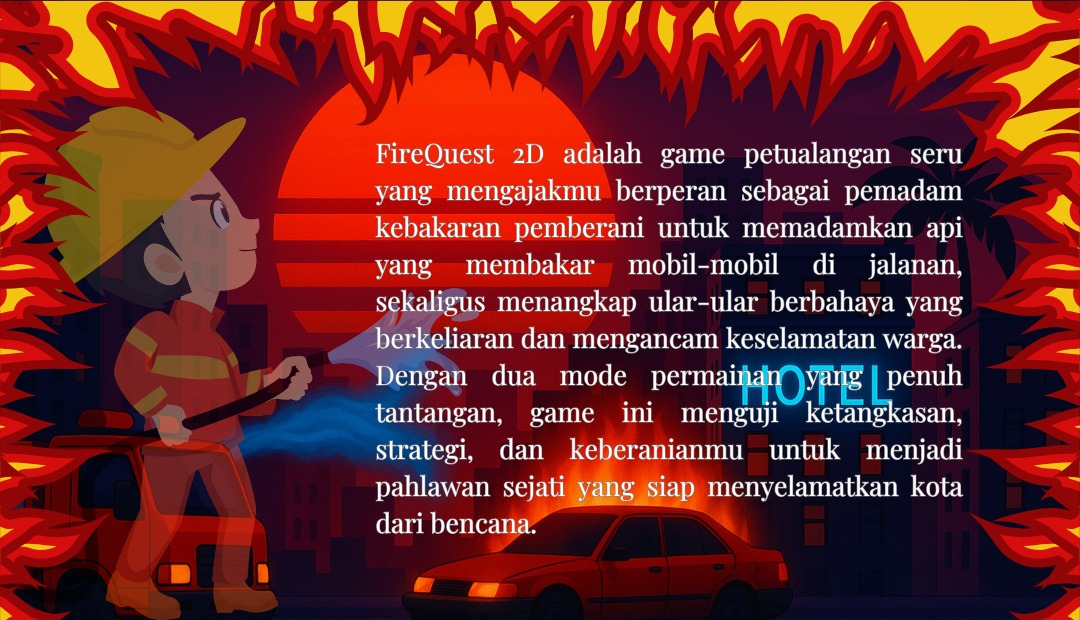 FireQuest 2D adalah game petualangan seru
yang mengajakmu berperan sebagai pemadam
kebakaran pemberani untuk memadamkan api
yang membakar mobil-mobil di jalanan,
sekaligus menangkap ular-ular berbahaya yang
berkeliaran dan mengancam keselamatan warga.
Dengan dua mode permainan yang penuh
HOTEL
tantangan, game ini menguji ketangkasan,
strategi, dan keberanianmu untuk menjadi
pahlawan sejati yang siap menyelamatkan kota
dari bencana.